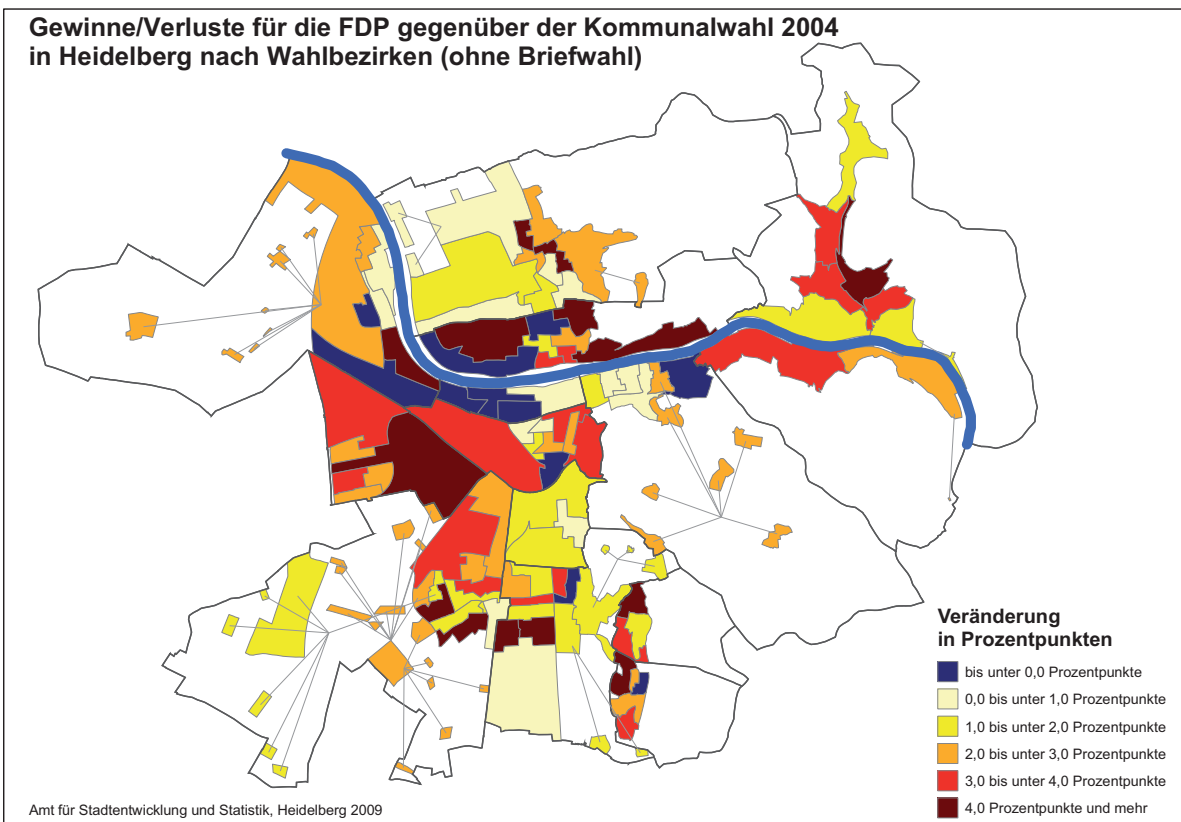 Gewinne/Verluste für die FDP gegenüber der Kommunalwahl 2004
in Heidelberg nach Wahlbezirken (ohne Briefwahl)
Veränderung
in Prozentpunkten
bis unter 0,0 Prozentpunkte
0,0 bis unter 1,0 Prozentpunkte
1,0 bis unter 2,0 Prozentpunkte
2,0 bis unter 3,0 Prozentpunkte
3,0 bis unter 4,0 Prozentpunkte
4,0 Prozentpunkte und mehr
Amt für Stadtentwicklung und Statistik, Heidelberg 2009